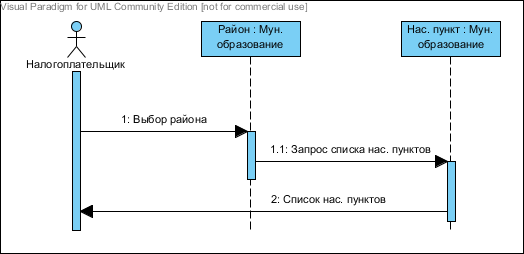 Visual Paradigm for UML Community Edition [not for commercial use]
Район : Мун.
образование
Нас. пункт : Мун.
образование
Налогоплательщик
1: Выбор района
1.1: Запрос списка нас. пунктов
2: Список нас. пунктов